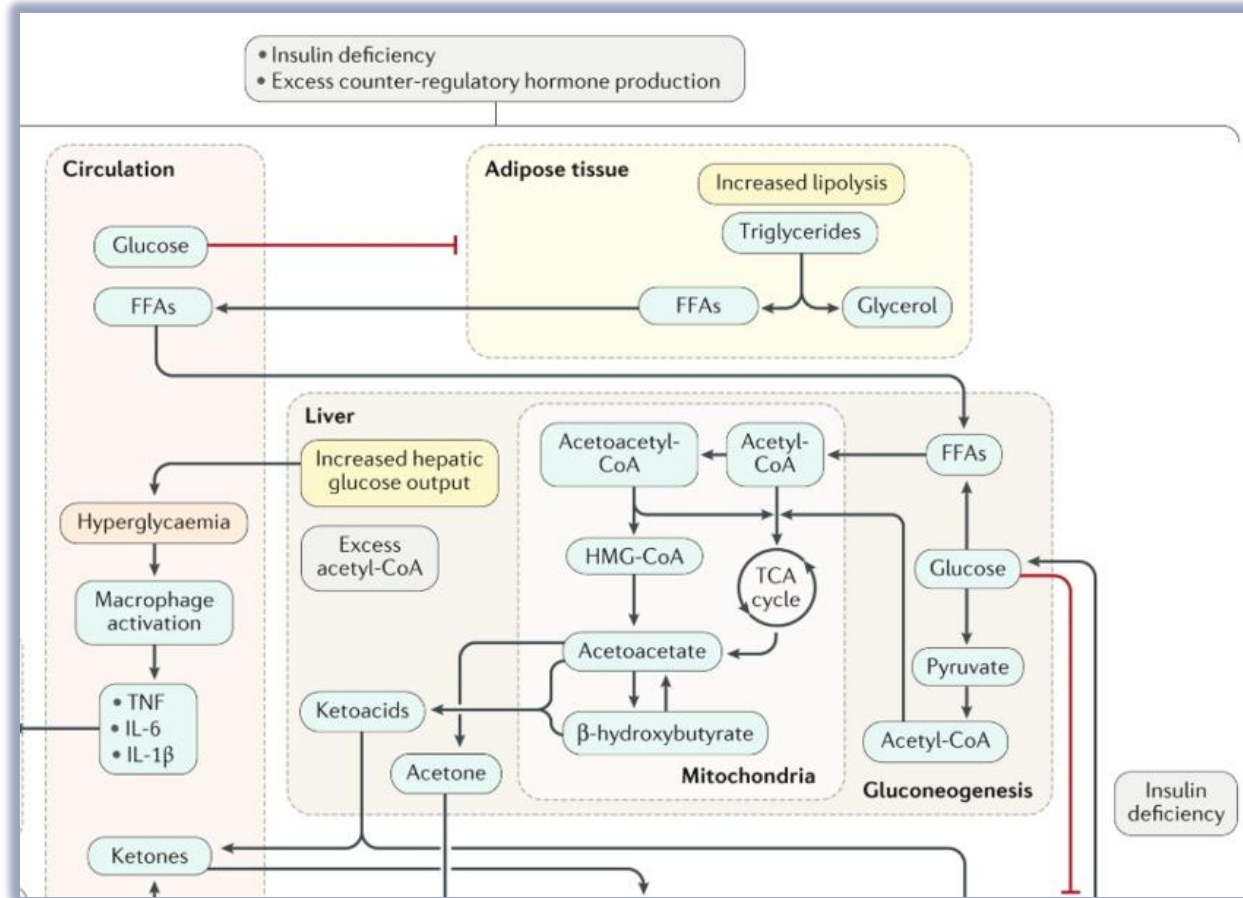 • Insulin deficiency
• Excess counter-regulatory hormone production
Circulation
Glucose
FFAs
Adipose tissue
Increased lipolysis
Triglycerides
FFAs
Glycerol
Liver
Increased hepatic
glucose output
Excess
acetyl-CoA
Acetoacetyl-
CoA
Acetyl-
CoA
FFAs
HMG-CoA
TCA
cycle
Glucose
Acetoacetate
Pyruvate
Ketoacids
β-hydroxybutyrate
Acetyl-CoA
Acetone
Mitochondria
Gluconeogenesis
Hyperglycaemia
Macrophage
activation
• TNF
• IL-6
• IL-1β
Ketones
Insulin
deficiency